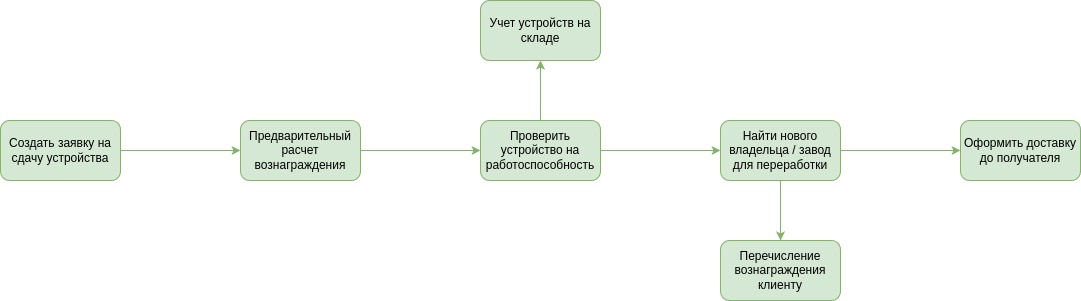 Учет устройств на
складе
Создать заявку на
сдачу устройства
Предварительный
расчет
вознаграждения
Проверить
устройство на
работоспособность
Найти нового
владельца / завод
для переработки
Оформить доставку
до получателя
Перечисление
вознаграждения
клиенту